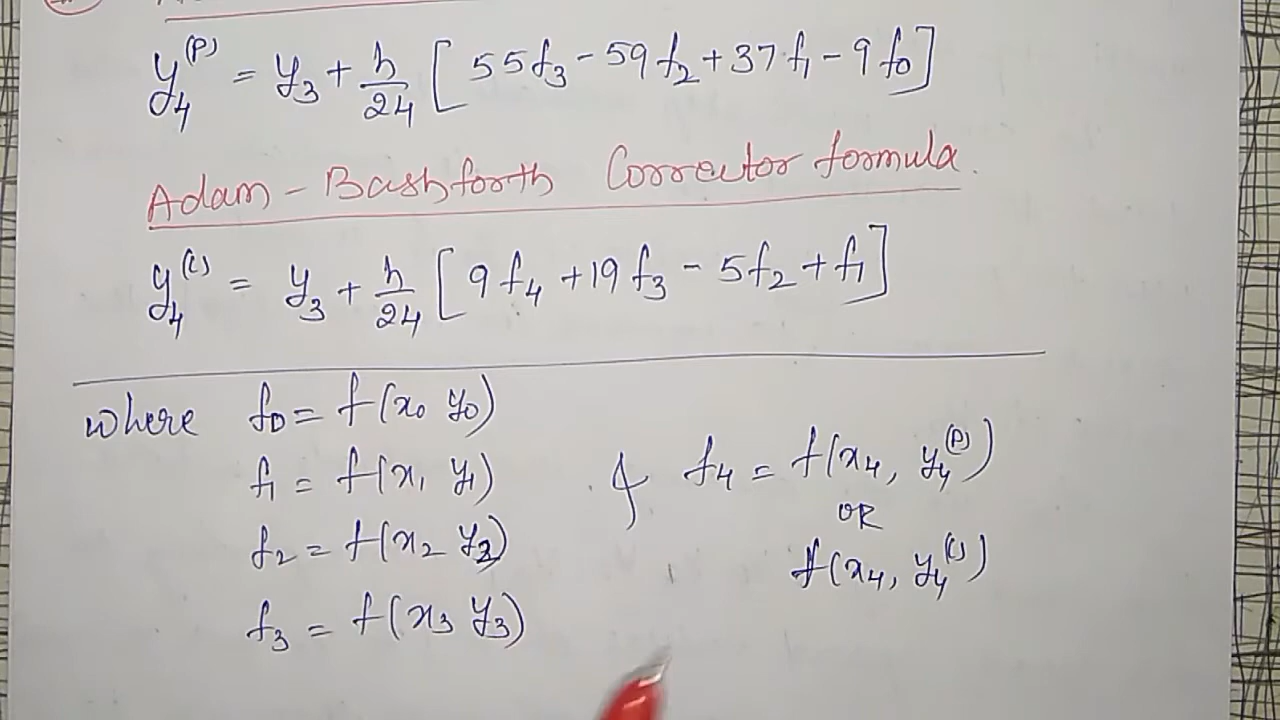 y₄⁽ᴾ⁾ = y₃ + h/24 [ 55f₃ - 59f₂ + 37f₁ - 9f₀ ]
Adam - Bashforth Corrector formula.
y₄⁽ᶜ⁾ = y₃ + h/24 [ 9f₄ + 19f₃ - 5f₂ + f₁ ]
where f₀ = f(x₀ y₀)
f₁ = f(x₁ y₁)
f₂ = f(x₂ y₂)
f₃ = f(x₃ y₃)
& f₄ = f(x₄, y₄⁽ᴾ⁾)
OR
f(x₄, y₄⁽ᶜ⁾)